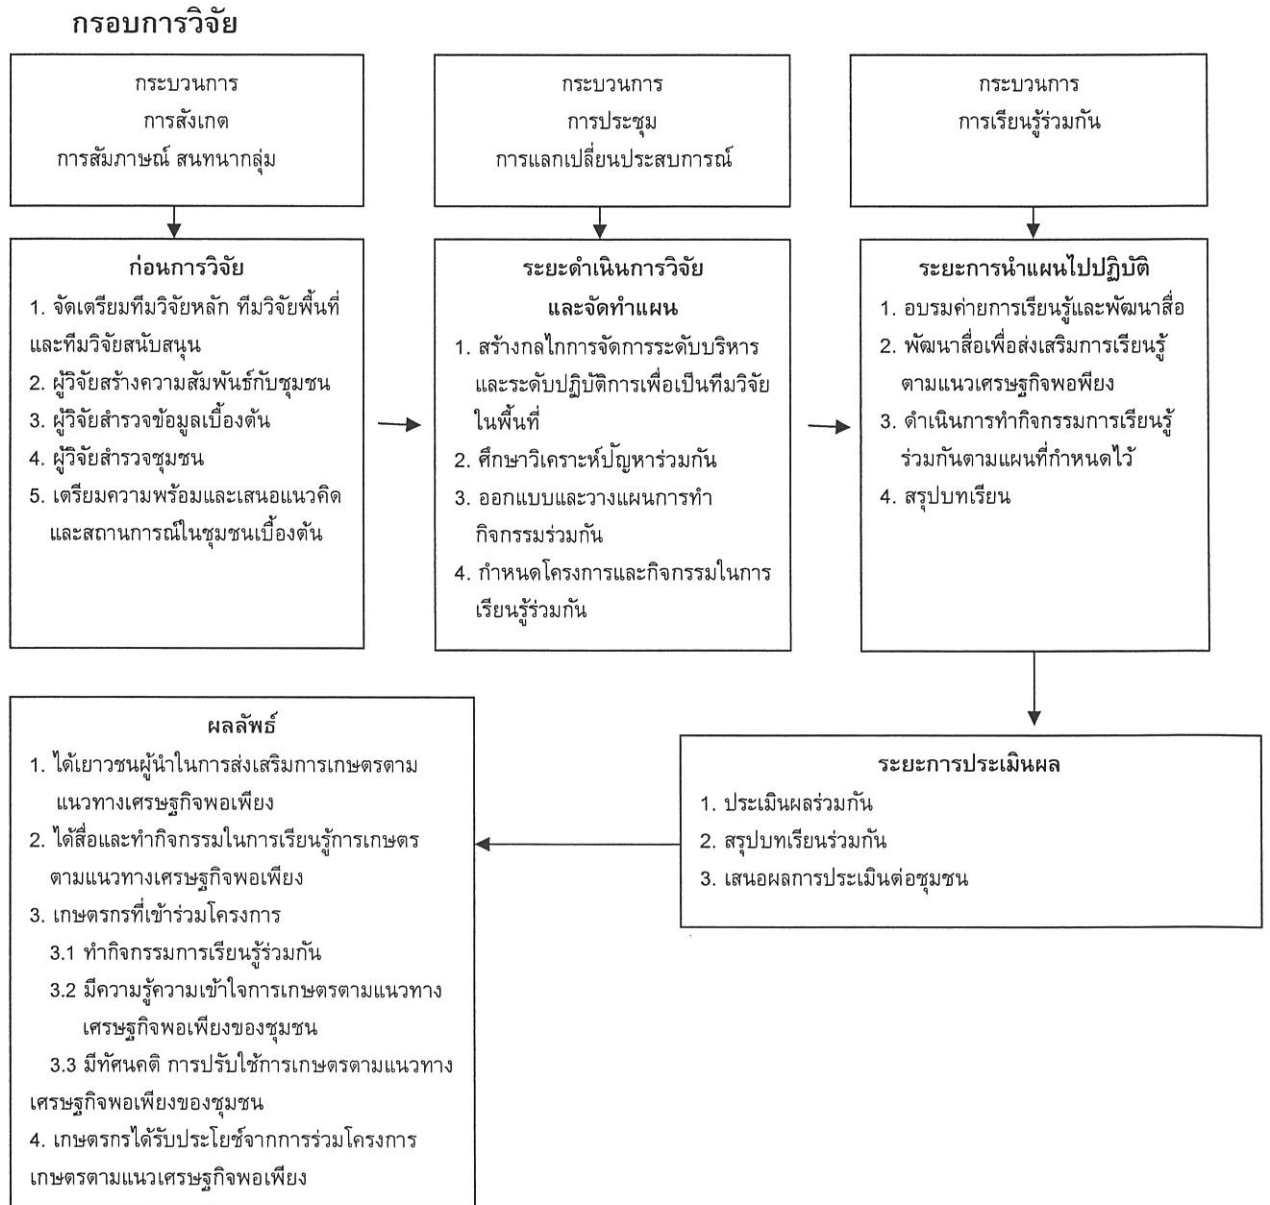 กรอบการวิจัย
กระบวนการ
การสังเกต
การสัมภาษณ์ สนทนากลุ่ม
กระบวนการ
การประชุม
การแลกเปลี่ยนประสบการณ์
กระบวนการ
การเรียนรู้ร่วมกัน
ก่อนการวิจัย
1. จัดเตรียมทีมวิจัยหลัก ทีมวิจัยพื้นที่
และทีมวิจัยสนับสนุน
2. ผู้วิจัยสร้างความสัมพันธ์กับชุมชน
3. ผู้วิจัยสำรวจข้อมูลเบื้องต้น
4. ผู้วิจัยสำรวจชุมชน
5. เตรียมความพร้อมและเสนอแนวคิด
และสถานการณ์ในชุมชนเบื้องต้น
ระยะดำเนินการวิจัย
และจัดทำแผน
1. สร้างกลไกการจัดการระดับบริหาร
และระดับปฏิบัติการเพื่อเป็นทีมวิจัย
ในพื้นที่
2. ศึกษาวิเคราะห์ปัญหาร่วมกัน
3. ออกแบบและวางแผนการทำ
กิจกรรมร่วมกัน
4. กำหนดโครงการและกิจกรรมในการ
เรียนรู้ร่วมกัน
ระยะการนำแผนไปปฏิบัติ
1. อบรมค่ายการเรียนรู้และพัฒนาสื่อ
2. พัฒนาสื่อเพื่อส่งเสริมการเรียนรู้
ตามแนวเศรษฐกิจพอพียง
3. ดำเนินการทำกิจกรรมการเรียนรู้
ร่วมกันตามแผนที่กำหนดไว้
4. สรุปบทเรียน
ระยะการประเมินผล
1. ประเมินผลร่วมกัน
2. สรุปบทเรียนร่วมกัน
3. เสนอผลการประเมินต่อชุมชน
ผลลัพธ์
1. ได้เยาวชนผู้นำในการส่งเสริมการเกษตรตาม
แนวทางเศรษฐกิจพอเพียง
2. ได้สื่อและทำกิจกรรมในการเรียนรู้การเกษตร
ตามแนวทางเศรษฐกิจพอเพียง
3. เกษตรกรที่เข้าร่วมโครงการ
3.1 ทำกิจกรรมการเรียนรู้ร่วมกัน
3.2 มีความรู้ความเข้าใจการเกษตรตามแนวทาง
เศรษฐกิจพอเพียงของชุมชน
3.3 มีทัศนคติ การปรับใช้การเกษตรตามแนวทาง
เศรษฐกิจพอเพียงของชุมชน
4. เกษตรกรได้รับประโยช์จากการร่วมโครงการ
เกษตรตามแนวเศรษฐกิจพอเพียง